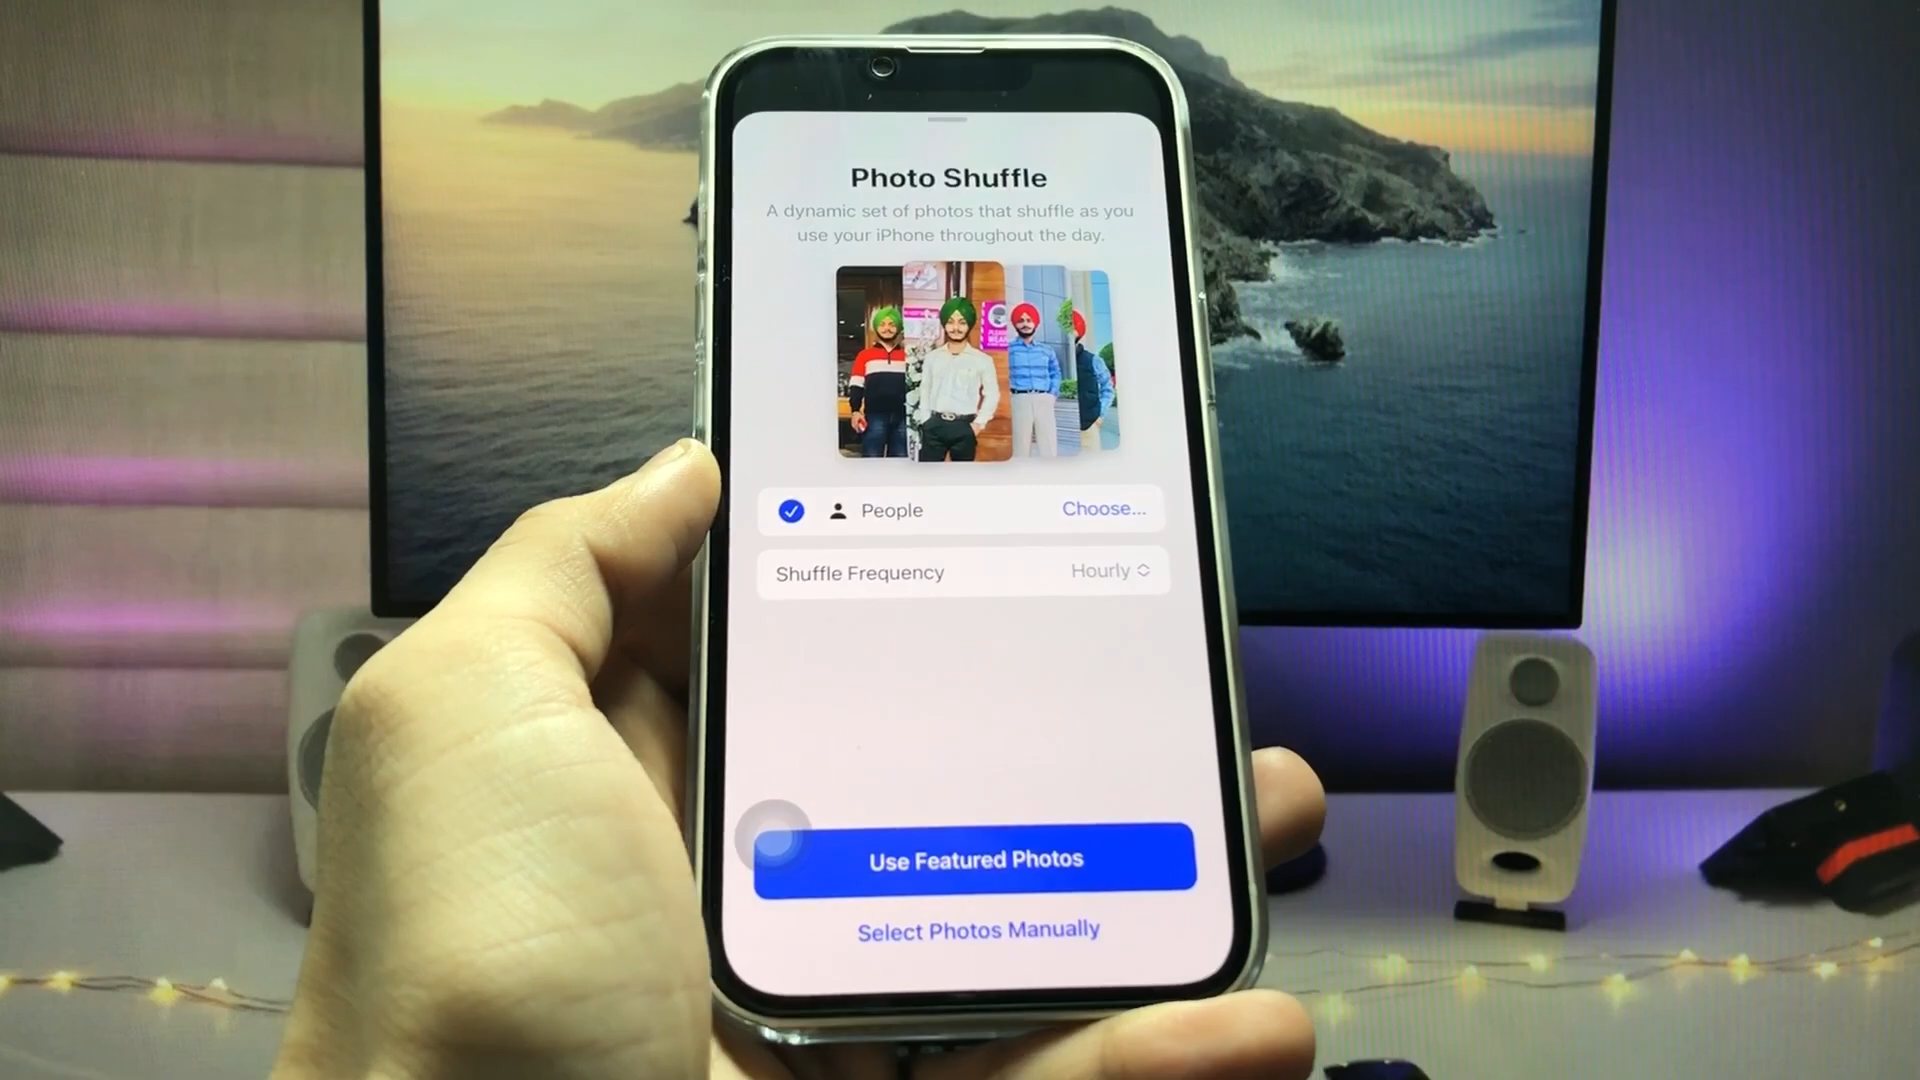 Photo Shuffle
A dynamic set of photos that shuffle as you
use your iPhone throughout the day.
People
Choose...
Shuffle Frequency
Hourly
Use Featured Photos
Select Photos Manually